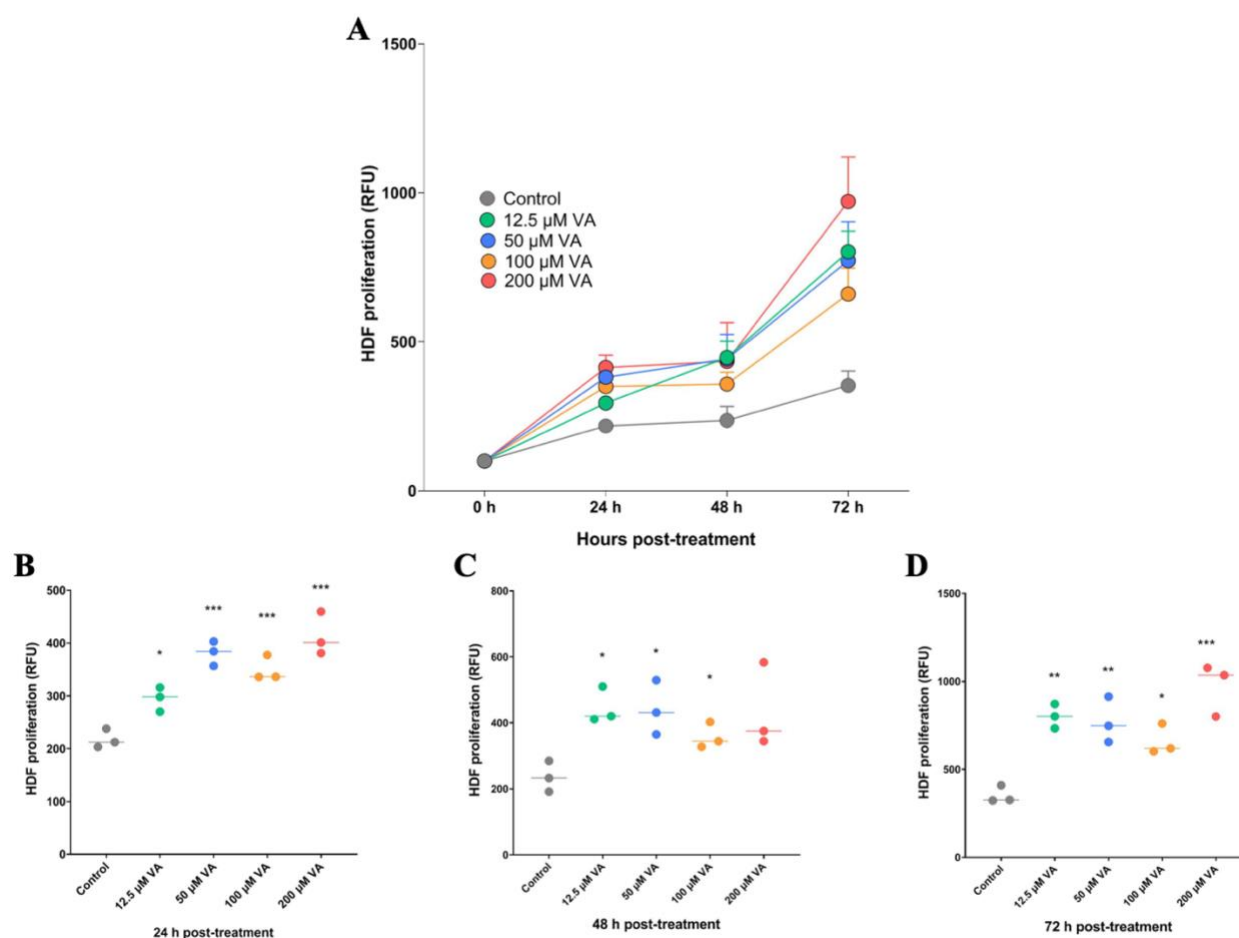 A
1500
1000
500
0
HDF proliferation (RFU)
Control
12.5 µM VA
50 µM VA
100 µM VA
200 µM VA
0 h
24 h
48 h
72 h
Hours post-treatment
B
500
400
300
200
100
0
HDF proliferation (RFU)
*
***
***
***
Control
12.5 µM VA
50 µM VA
100 µM VA
200 µM VA
24 h post-treatment
C
800
600
400
200
0
HDF proliferation (RFU)
*
*
*
Control
12.5 µM VA
50 µM VA
100 µM VA
200 µM VA
48 h post-treatment
D
1500
1000
500
0
HDF proliferation (RFU)
**
**
*
***
Control
12.5 µM VA
50 µM VA
100 µM VA
200 µM VA
72 h post-treatment